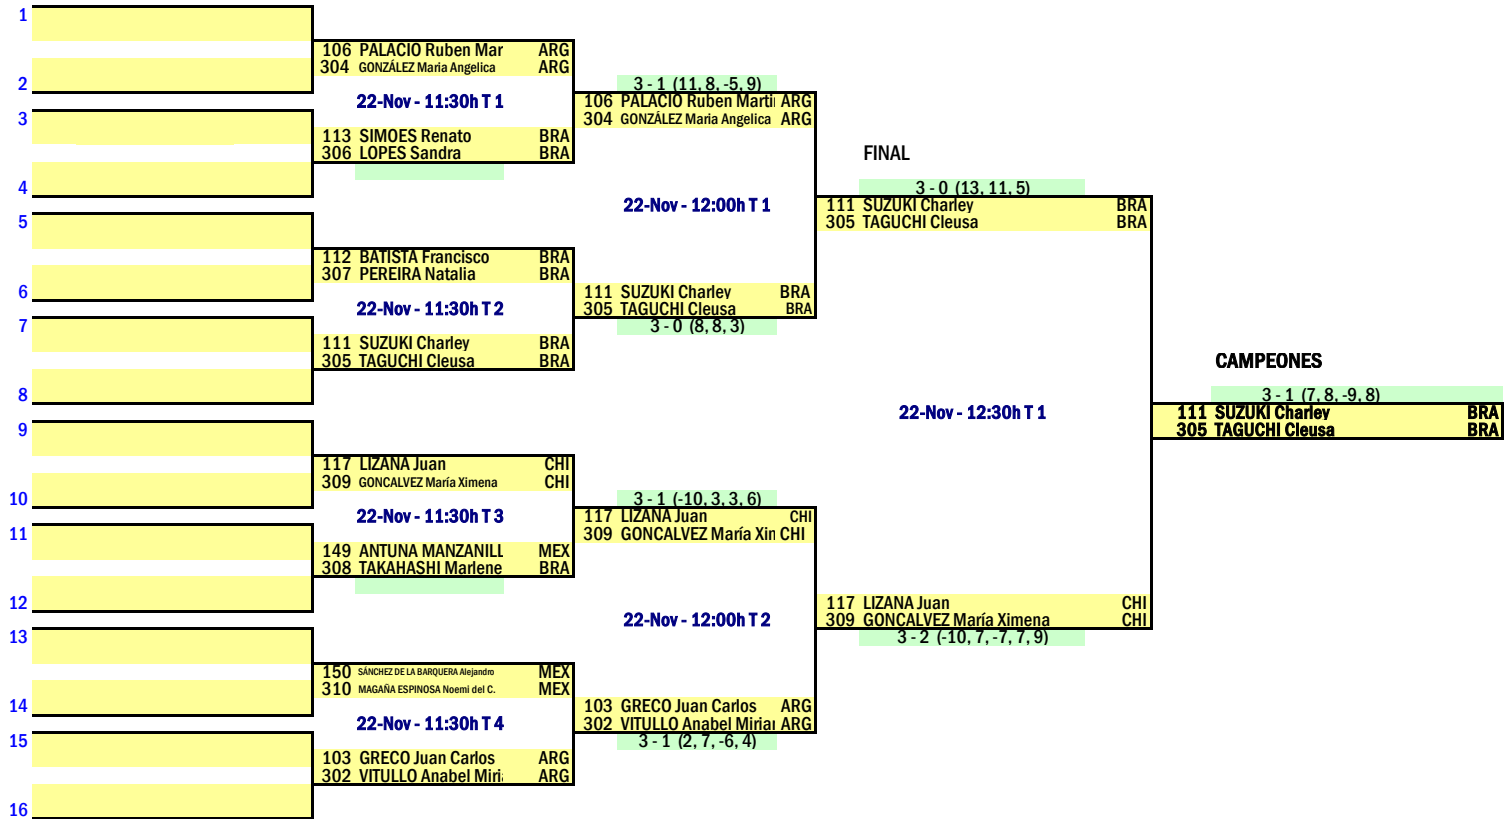 1
106 PALACIO Ruben Mar ARG
304 GONZÁLEZ Maria Angelica ARG
2
3 - 1 (11, 8, -5, 9)
22-Nov - 11:30h T 1
106 PALACIO Ruben Marti ARG
304 GONZÁLEZ Maria Angelica ARG
3
113 SIMOES Renato BRA
306 LOPES Sandra BRA
FINAL
4
3 - 0 (13, 11, 5)
22-Nov - 12:00h T 1
111 SUZUKI Charley BRA
305 TAGUCHI Cleusa BRA
5
112 BATISTA Francisco BRA
307 PEREIRA Natalia BRA
6
111 SUZUKI Charley BRA
305 TAGUCHI Cleusa BRA
22-Nov - 11:30h T 2
7
3 - 0 (8, 8, 3)
111 SUZUKI Charley BRA
305 TAGUCHI Cleusa BRA
CAMPEONES
8
3 - 1 (7, 8, -9, 8)
22-Nov - 12:30h T 1
111 SUZUKI Charley BRA
305 TAGUCHI Cleusa BRA
9
117 LIZANA Juan CHI
309 GONCALVEZ María Ximena CHI
10
3 - 1 (-10, 3, 3, 6)
22-Nov - 11:30h T 3
117 LIZANA Juan CHI
309 GONCALVEZ María Xin CHI
11
149 ANTUNA MANZANILL MEX
308 TAKAHASHI Marlene BRA
12
22-Nov - 12:00h T 2
117 LIZANA Juan CHI
309 GONCALVEZ María Ximena CHI
13
3 - 2 (-10, 7, -7, 7, 9)
150 SÁNCHEZ DE LA BARQUERA Alejandro MEX
310 MAGAÑA ESPINOSA Noemi del C. MEX
14
103 GRECO Juan Carlos ARG
302 VITULLO Anabel Miriar ARG
22-Nov - 11:30h T 4
15
3 - 1 (2, 7, -6, 4)
103 GRECO Juan Carlos ARG
302 VITULLO Anabel Miri ARG
16